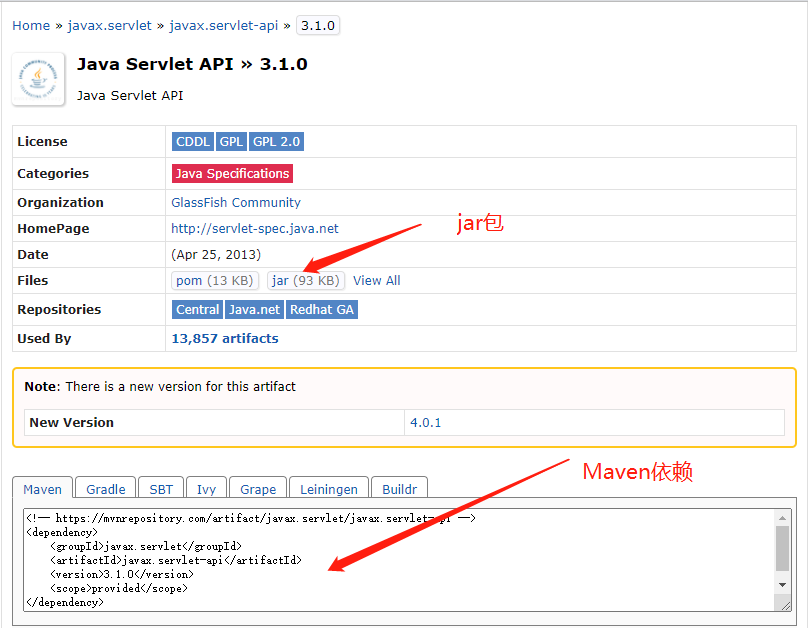 Home » javax.servlet » javax.servlet-api » 3.1.0
Java Servlet API » 3.1.0
Java Servlet API
License CDDL GPL GPL 2.0
Categories Java Specifications
Organization GlassFish Community
HomePage http://servlet-spec.java.net
jar包
Date (Apr 25, 2013)
Files pom (13 KB) jar (93 KB) View All
Repositories Central Java.net Redhat GA
Used By 13,857 artifacts
Note: There is a new version for this artifact
New Version 4.0.1
Maven依赖
Maven Gradle SBT Ivy Grape Leiningen Buildr
<!-- https://mvnrepository.com/artifact/javax.servlet/javax.servlet-api -->
<dependency>
    <groupId>javax.servlet</groupId>
    <artifactId>javax.servlet-api</artifactId>
    <version>3.1.0</version>
    <scope>provided</scope>
</dependency>